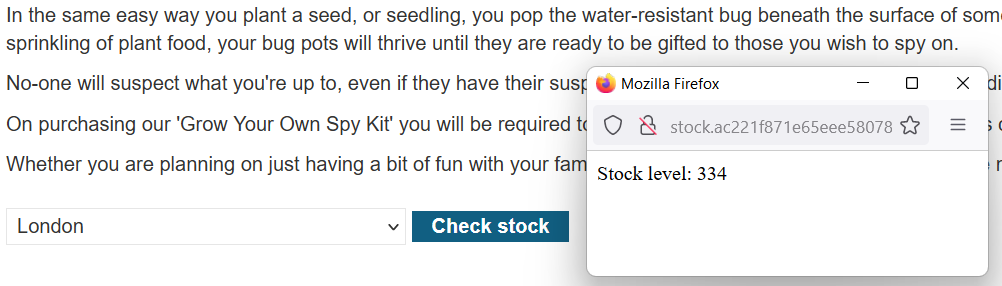 In the same easy way you plant a seed, or seedling, you pop the water-resistant bug beneath the surface of
sprinkling of plant food, your bug pots will thrive until they are ready to be gifted to those you wish to spy on.
No-one will suspect what you're up to, even if they have their
On purchasing our 'Grow Your Own Spy Kit' you will be required
Whether you are planning on just having a bit of fun with your
Mozilla Firefox
stock.ac221f871e65eee58078
Stock level: 334
London
Check stock